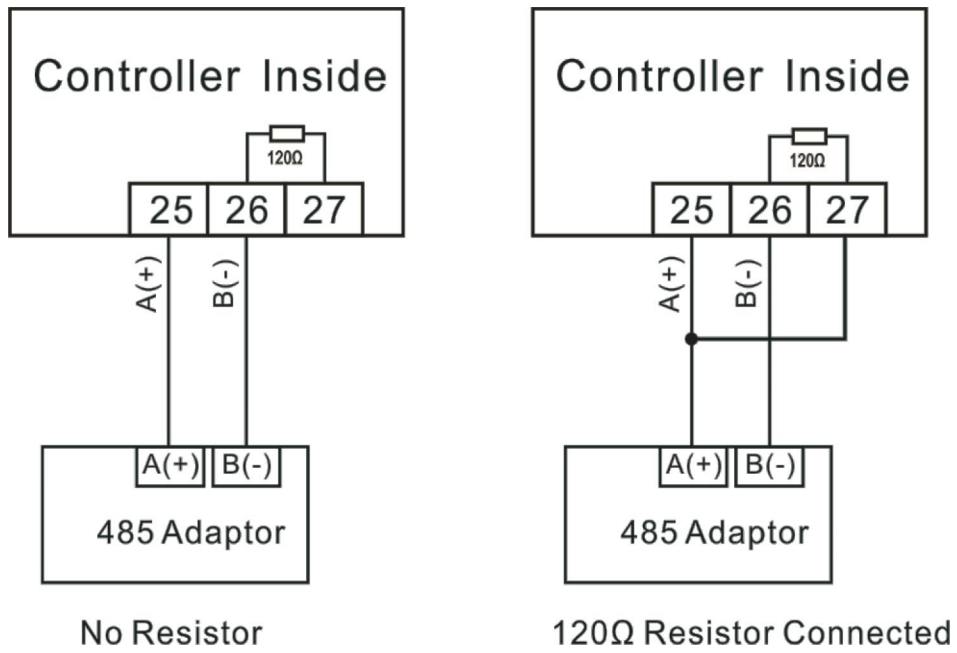 Controller Inside
120Ω
25 26 27
A(+) B(-)
A(+) B(-)
485 Adaptor
No Resistor
Controller Inside
120Ω
25 26 27
A(+) B(-)
A(+) B(-)
485 Adaptor
120Ω Resistor Connected